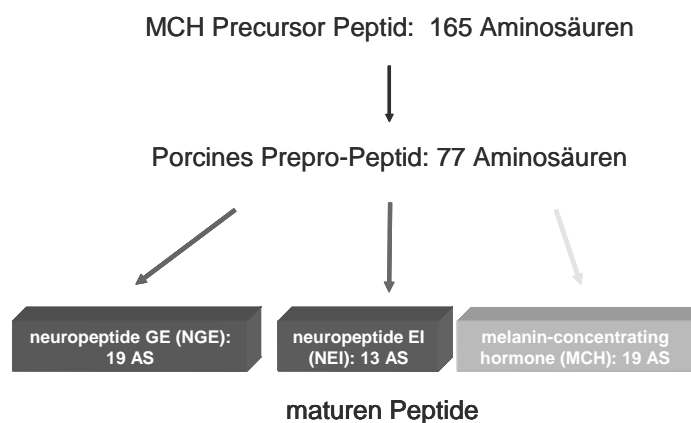 MCH Precursor Peptid: 165 Aminosäuren
Porcines Prepro-Peptid: 77 Aminosäuren
neuropeptide GE (NGE):
19 AS
neuropeptide EI
(NEI): 13 AS
melanin-concentrating
hormone (MCH): 19 AS
maturen Peptide